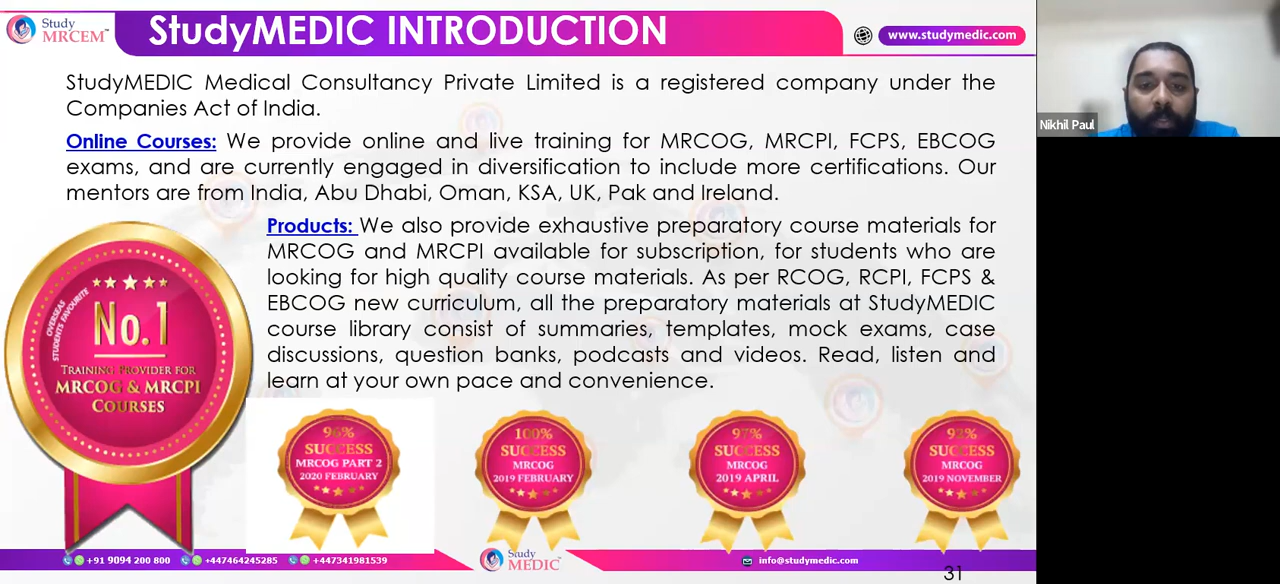 Study
MRCEM™
StudyMEDIC INTRODUCTION
www.studymedic.com
StudyMEDIC Medical Consultancy Private Limited is a registered company under the
Companies Act of India.
Online Courses: We provide online and live training for MRCOG, MRCPI, FCPS, EBCOG
exams, and are currently engaged in diversification to include more certifications. Our
mentors are from India, Abu Dhabi, Oman, KSA, UK, Pak and Ireland.
Products: We also provide exhaustive preparatory course materials for
MRCOG and MRCPI available for subscription, for students who are
looking for high quality course materials. As per RCOG, RCPI, FCPS &
EBCOG new curriculum, all the preparatory materials at StudyMEDIC
course library consist of summaries, templates, mock exams, case
discussions, question banks, podcasts and videos. Read, listen and
learn at your own pace and convenience.
OVERSEAS
STUDENTS FAVOURITE
No.1
TRAINING PROVIDER FOR
MRCOG & MRCPI
COURSES
96%
SUCCESS
MRCOG PART 2
2020 FEBRUARY
100%
SUCCESS
MRCOG
2019 FEBRUARY
97%
SUCCESS
MRCOG
2019 APRIL
92%
SUCCESS
MRCOG
2019 NOVEMBER
+91 9094 200 800
+447464245285
+447341981539
Study
MEDIC™
info@studymedic.com
31
Nikhil Paul